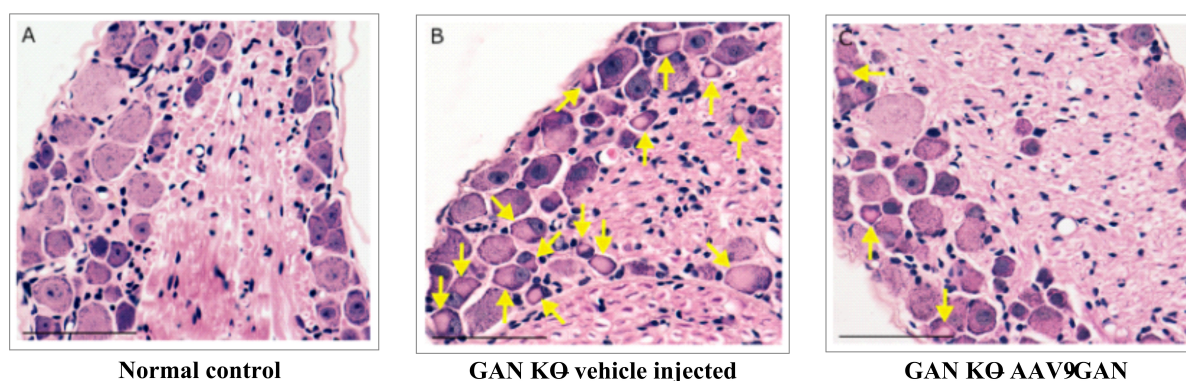 A
B
C
Normal control
GAN KO- vehicle injected
GAN KO- AAV9GAN